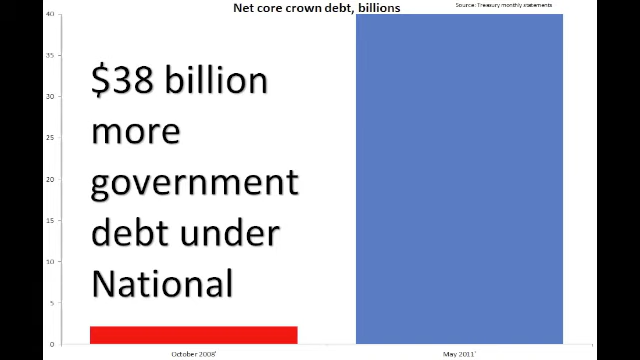 Net core crown debt, billions
Source: Treasury monthly statements
40
35
30
25
20
15
10
5
0
$38 billion
more
government
debt under
National
October 2008'
May 2011'